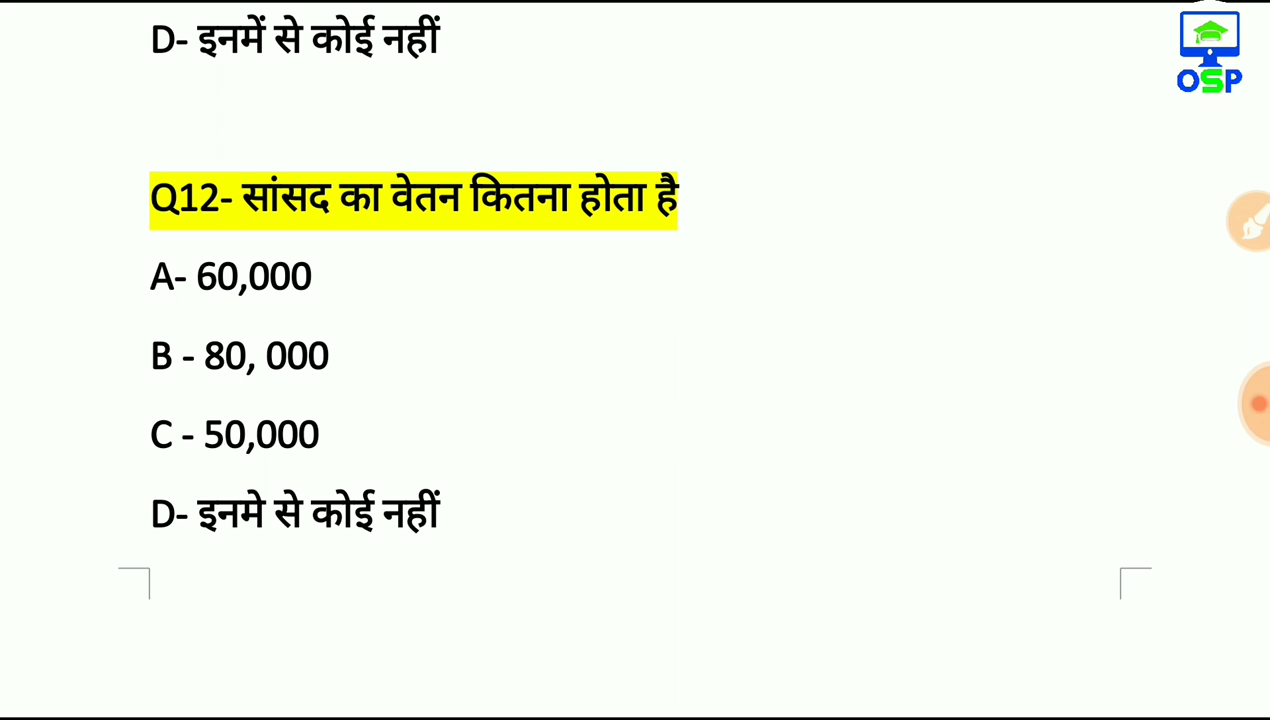 D- इनमें से कोई नहीं
OSP
Q12- सांसद का वेतन कितना होता है
A- 60,000
B - 80, 000
C - 50,000
D- इनमे से कोई नहीं